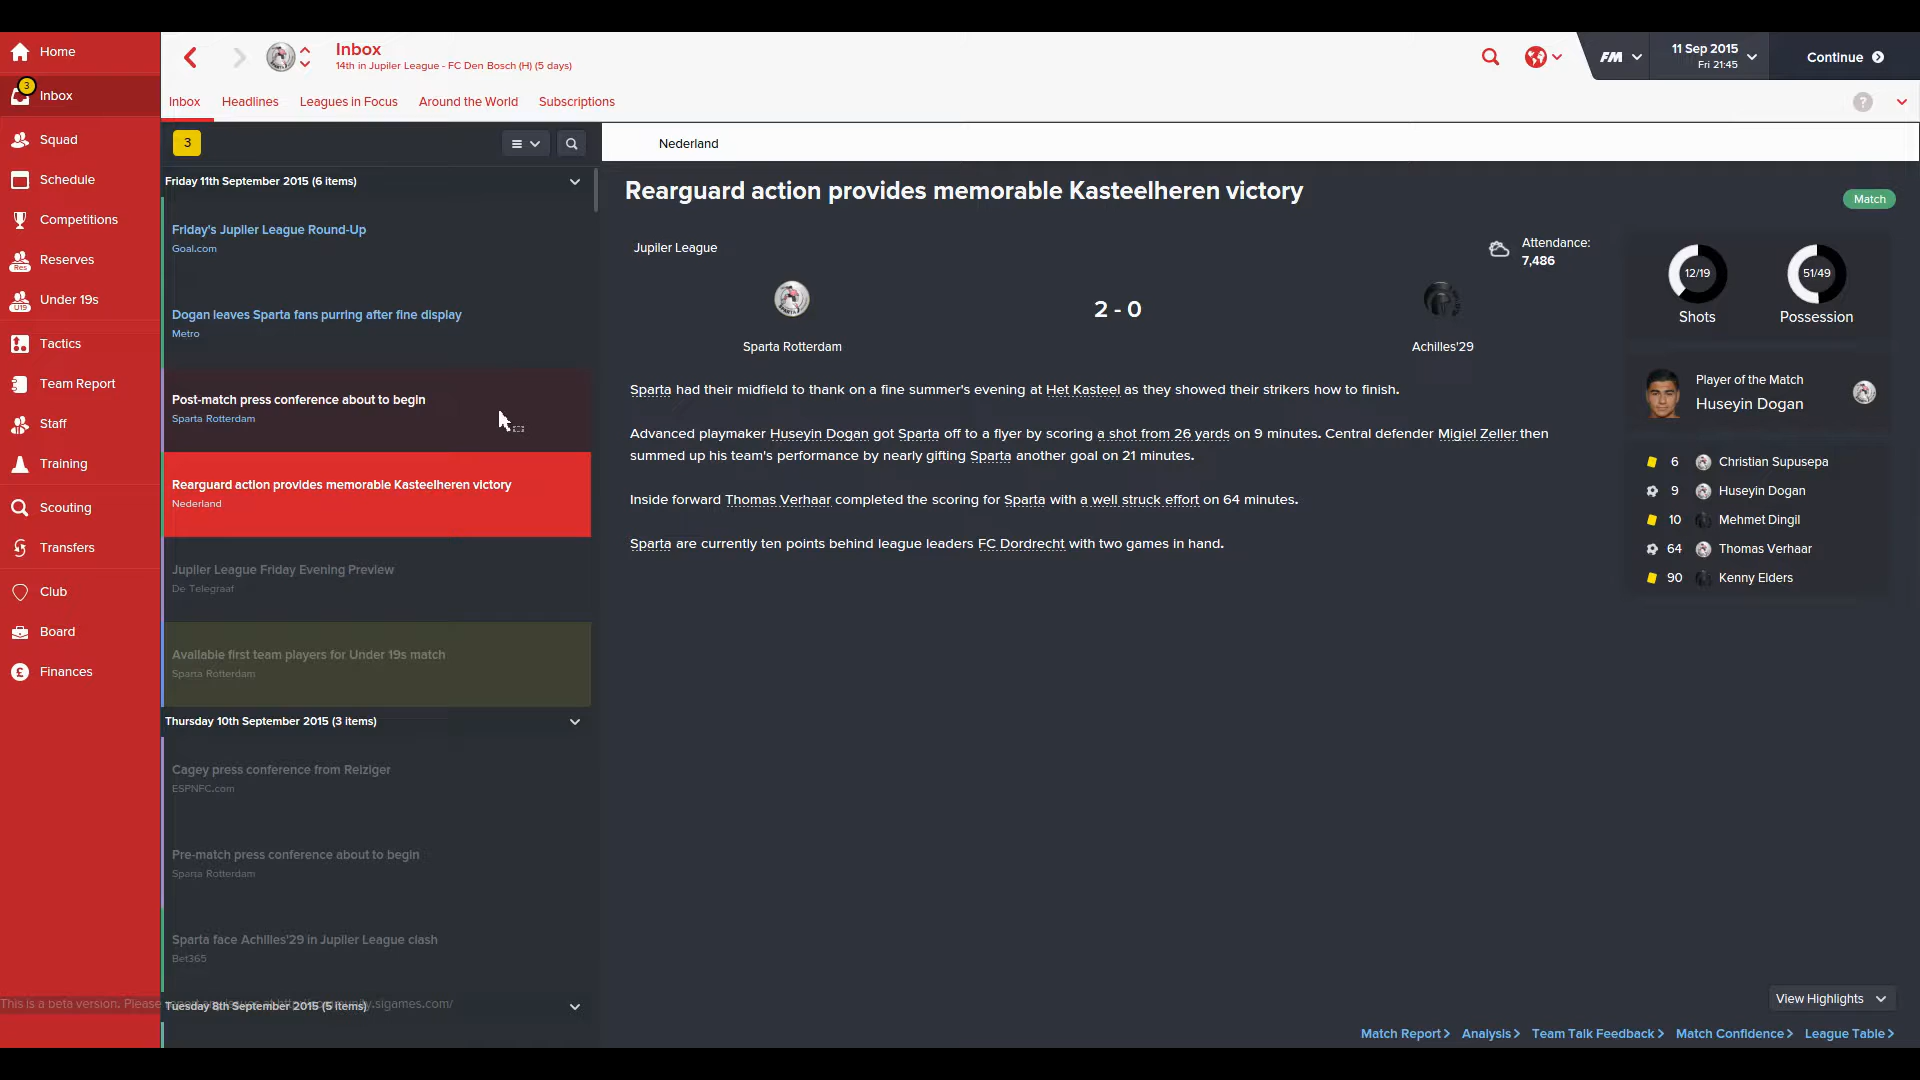 Home
3
Inbox
Squad
Schedule
Competitions
Res
Reserves
U19
Under 19s
Tactics
Team Report
Staff
Training
Scouting
Transfers
Club
Board
£
Finances
Inbox
14th in Jupiler League - FC Den Bosch (H) (5 days)
FM
11 Sep 2015
Fri 21:45
Continue
Inbox Headlines Leagues in Focus Around the World Subscriptions
?
3
Friday 11th September 2015 (6 items)
Friday's Jupiler League Round-Up
Goal.com
Dogan leaves Sparta fans purring after fine display
Metro
Post-match press conference about to begin
Sparta Rotterdam
Rearguard action provides memorable Kasteelheren victory
Nederland
Jupiler League Friday Evening Preview
De Telegraaf
Available first team players for Under 19s match
Sparta Rotterdam
Thursday 10th September 2015 (3 items)
Cagey press conference from Reiziger
ESPNFC.com
Pre-match press conference about to begin
Sparta Rotterdam
Sparta face Achilles'29 in Jupiler League clash
Bet365
Tuesday 8th September 2015 (5 items)
This is a beta version. Please sigames.com/
Nederland
Rearguard action provides memorable Kasteelheren victory
Match
Jupiler League
Attendance:
7,486
SPARTA
2 - 0
Sparta Rotterdam
Achilles'29
Sparta had their midfield to thank on a fine summer's evening at Het Kasteel as they showed their strikers how to finish.
Advanced playmaker Huseyin Dogan got Sparta off to a flyer by scoring a shot from 26 yards on 9 minutes. Central defender Migiel Zeller then
summed up his team's performance by nearly gifting Sparta another goal on 21 minutes.
Inside forward Thomas Verhaar completed the scoring for Sparta with a well struck effort on 64 minutes.
Sparta are currently ten points behind league leaders FC Dordrecht with two games in hand.
12/19
Shots
51/49
Possession
Player of the Match
Huseyin Dogan
6 Christian Supusepa
9 Huseyin Dogan
10 Mehmet Dingil
64 Thomas Verhaar
90 Kenny Elders
View Highlights
Match Report Analysis Team Talk Feedback Match Confidence League Table